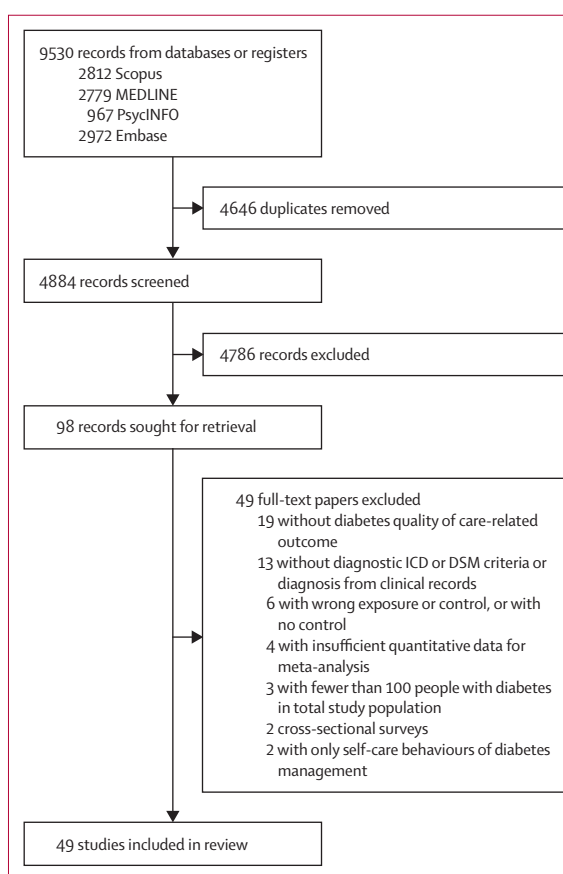 9530 records from databases or registers
2812 Scopus
2779 MEDLINE
967 PsycINFO
2972 Embase
4646 duplicates removed
4884 records screened
4786 records excluded
98 records sought for retrieval
49 full-text papers excluded
19 without diabetes quality of care-related
outcome
13 without diagnostic ICD or DSM criteria or
diagnosis from clinical records
6 with wrong exposure or control, or with
no control
4 with insufficient quantitative data for
meta-analysis
3 with fewer than 100 people with diabetes
in total study population
2 cross-sectional surveys
2 with only self-care behaviours of diabetes
management
49 studies included in review